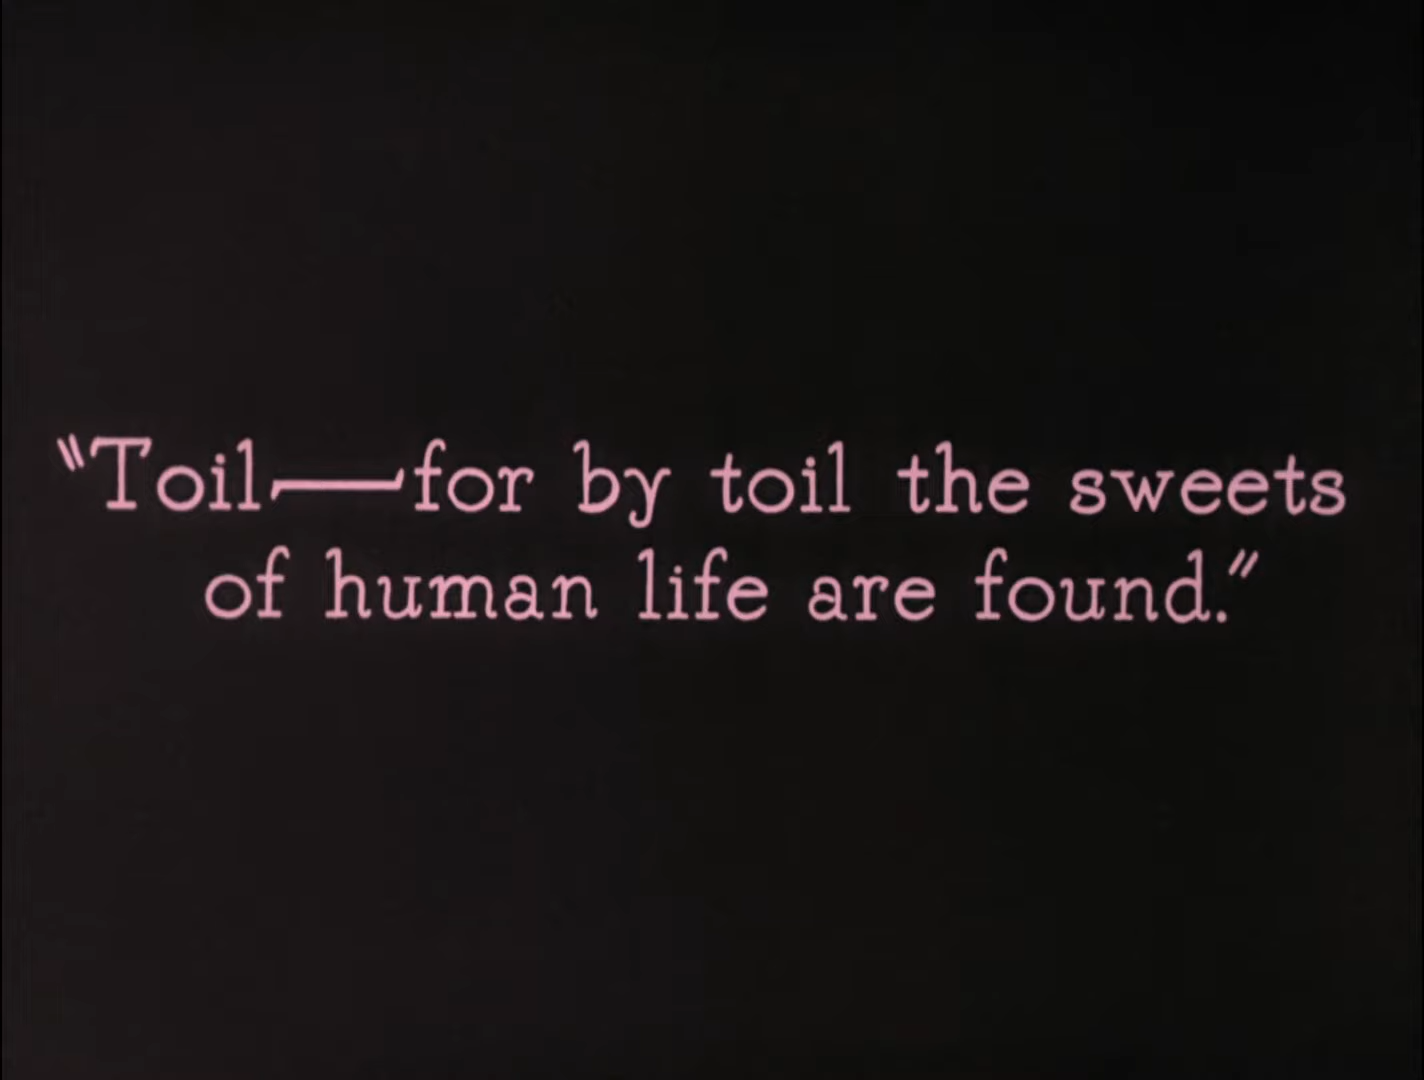 "Toil—for by toil the sweets
of human life are found."